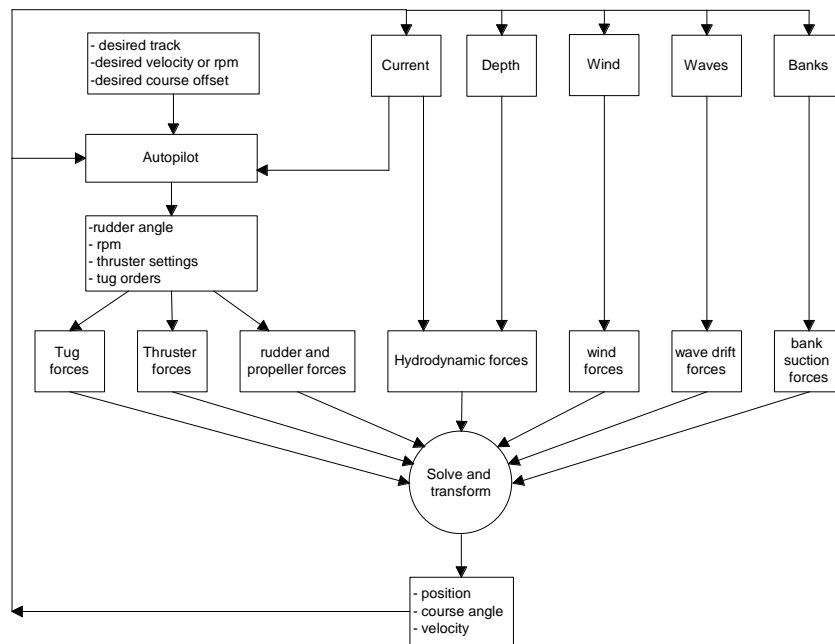 - desired track
-desired velocity or rpm
-desired course offset
Current
Depth
Wind
Waves
Banks
Autopilot
-rudder angle
- rpm
- thruster settings
- tug orders
Tug
forces
Thruster
forces
rudder and
propeller forces
Hydrodynamic forces
wind
forces
wave drift
forces
bank
suction
forces
Solve and
transform
- position
- course angle
- velocity